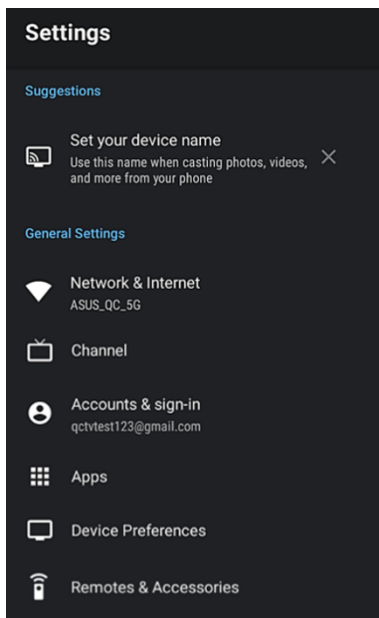 Settings
Suggestions
Set your device name
Use this name when casting photos, videos,
and more from your phone
General Settings
Network & Internet
ASUS_QC_5G
Channel
Accounts & sign-in
qctvtest123@gmail.com
Apps
Device Preferences
Remotes & Accessories